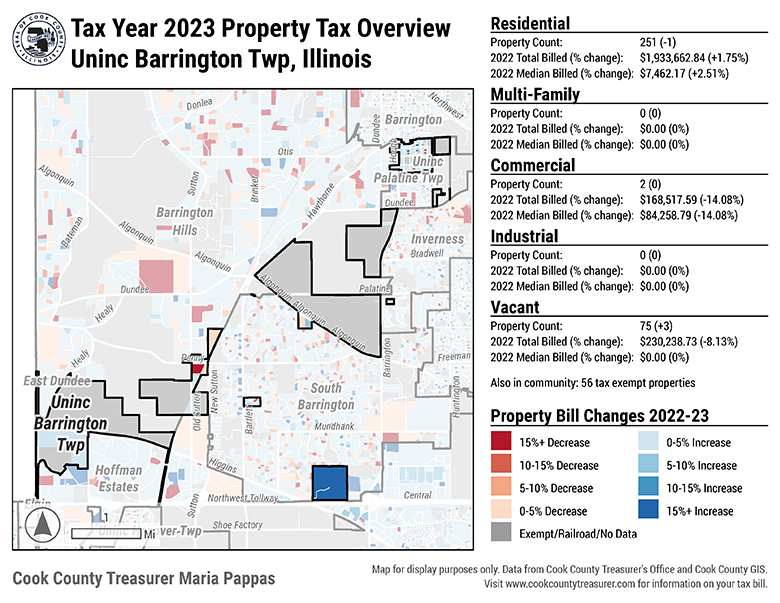 SEAL OF COOK COUNTY
ILLINOIS
Tax Year 2023 Property Tax Overview
Uninc Barrington Twp, Illinois
Residential
Property Count: 251 (-1)
2022 Total Billed (% change): $1,933,662.84 (+1.75%)
2022 Median Billed (% change): $7,462.17 (+2.51%)
Multi-Family
Property Count: 0 (0)
2022 Total Billed (% change): $0.00 (0%)
2022 Median Billed (% change): $0.00 (0%)
Commercial
Property Count: 2 (0)
2022 Total Billed (% change): $168,517.59 (-14.08%)
2022 Median Billed (% change): $84,258.79 (-14.08%)
Industrial
Property Count: 0 (0)
2022 Total Billed (% change): $0.00 (0%)
2022 Median Billed (% change): $0.00 (0%)
Vacant
Property Count: 75 (+3)
2022 Total Billed (% change): $230,238.73 (-8.13%)
2022 Median Billed (% change): $0.00 (0%)
Also in community: 56 tax exempt properties
Property Bill Changes 2022-23
15%+ Decrease
10-15% Decrease
5-10% Decrease
0-5% Decrease
Exempt/Railroad/No Data
0-5% Increase
5-10% Increase
10-15% Increase
15%+ Increase
Donlea
Northwest
Dundee
Barrington
Otis
Hough
Uninc
Palatine Twp
Algonquin
Sutton
Brinker
Hawthorne
Dundee
Bateman
Barrington
Hills
Algonquin
Inverness
Bradwell
Algonquin
Dundee
Algonquin
Algonquin
Algonquin
Palatine
Healy
Healy
Penny
Barrington
Freeman
East Dundee
Uninc
Barrington
Twp
Old Sutton
New Sutton
Bartlett
South
Barrington
Huntington
Mundhank
Hoffman
Estates
Higgins
Northwest Tollway
Central
Elgin
Sutton
Shoe Factory
ver-Twp
1
Mi
Cook County Treasurer Maria Pappas
Map for display purposes only. Data from Cook County Treasurer's Office and Cook County GIS.
Visit www.cookcountytreasurer.com for information on your tax bill.